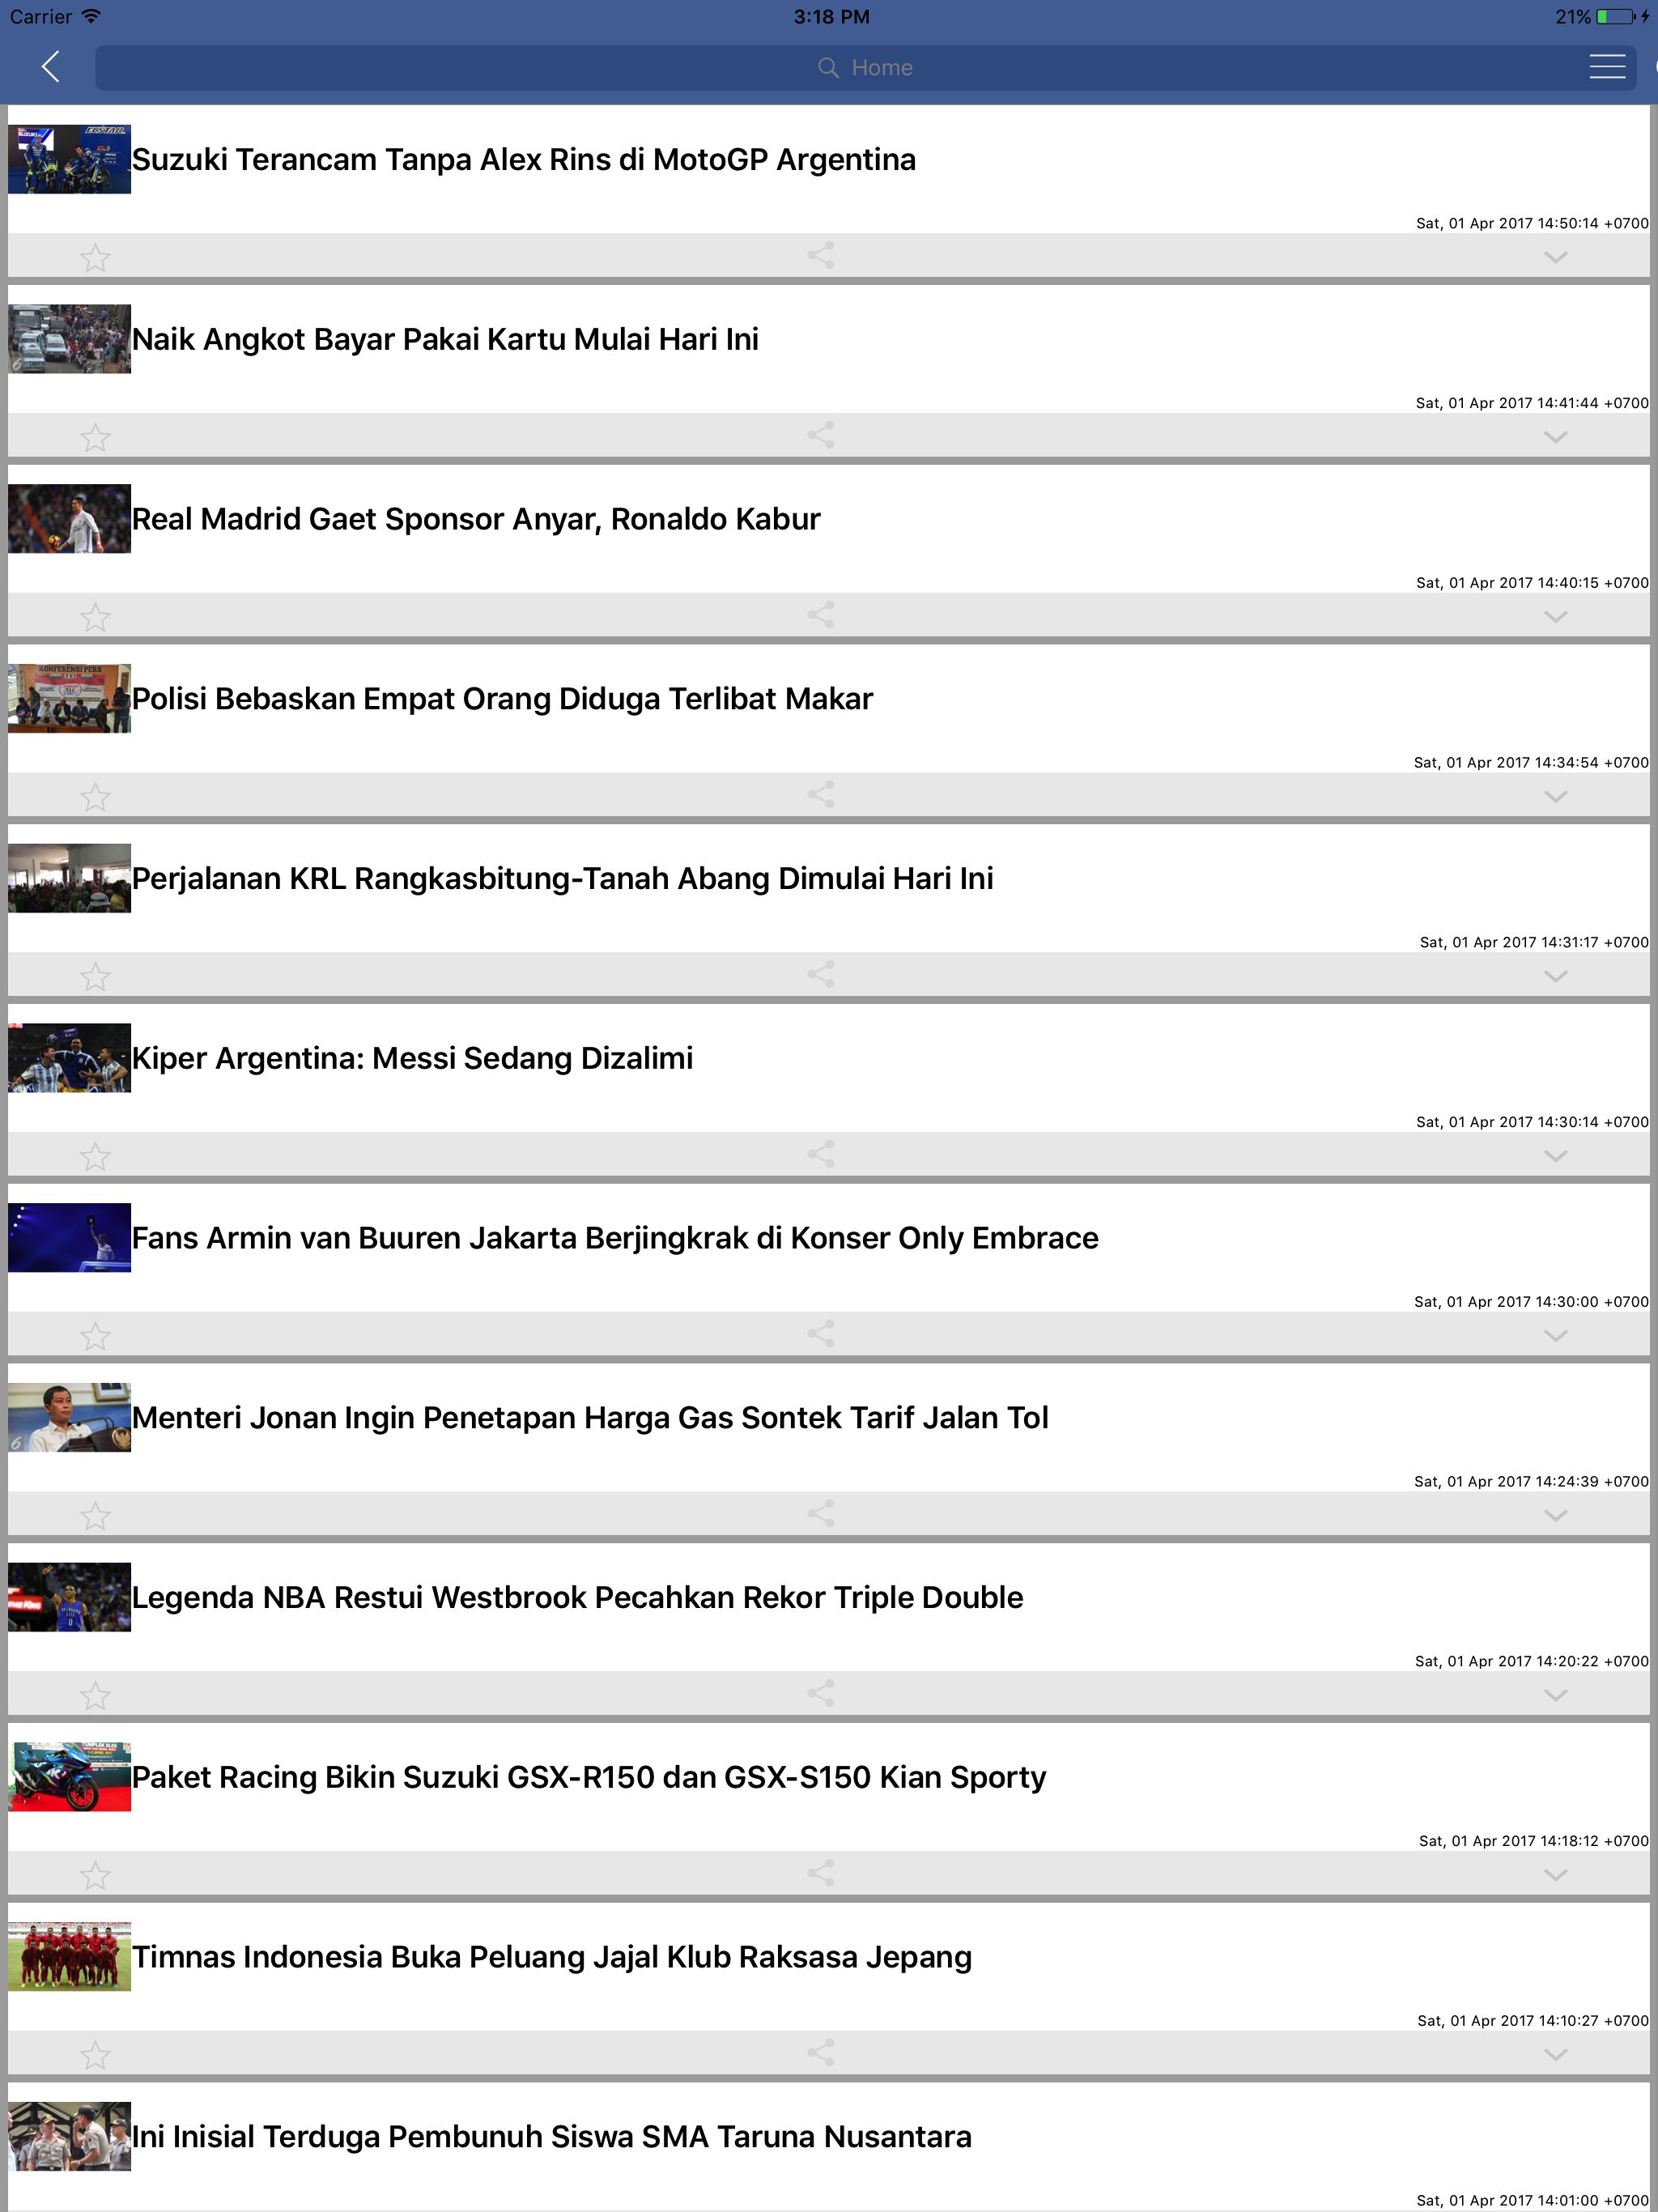 Carrier
3:18 PM
21%
Home
SUZUKI
ECSTAR
Suzuki Terancam Tanpa Alex Rins di MotoGP Argentina
Sat, 01 Apr 2017 14:50:14 +0700
Naik Angkot Bayar Pakai Kartu Mulai Hari Ini
6
Sat, 01 Apr 2017 14:41:44 +0700
Real Madrid Gaet Sponsor Anyar, Ronaldo Kabur
Sat, 01 Apr 2017 14:40:15 +0700
KONFERENSI PERS
Polisi Bebaskan Empat Orang Diduga Terlibat Makar
Sat, 01 Apr 2017 14:34:54 +0700
Perjalanan KRL Rangkasbitung-Tanah Abang Dimulai Hari Ini
Sat, 01 Apr 2017 14:31:17 +0700
Kiper Argentina: Messi Sedang Dizalimi
Sat, 01 Apr 2017 14:30:14 +0700
Fans Armin van Buuren Jakarta Berjingkrak di Konser Only Embrace
Sat, 01 Apr 2017 14:30:00 +0700
Menteri Jonan Ingin Penetapan Harga Gas Sontek Tarif Jalan Tol
6
Sat, 01 Apr 2017 14:24:39 +0700
Legenda NBA Restui Westbrook Pecahkan Rekor Triple Double
0
Sat, 01 Apr 2017 14:20:22 +0700
Paket Racing Bikin Suzuki GSX-R150 dan GSX-S150 Kian Sporty
Sat, 01 Apr 2017 14:18:12 +0700
Timnas Indonesia Buka Peluang Jajal Klub Raksasa Jepang
Sat, 01 Apr 2017 14:10:27 +0700
Ini Inisial Terduga Pembunuh Siswa SMA Taruna Nusantara
Sat, 01 Apr 2017 14:01:00 +0700